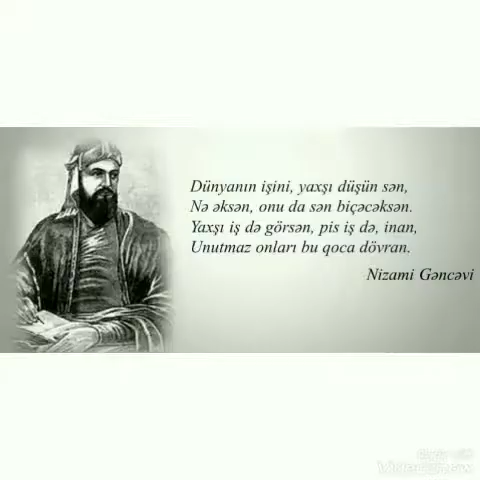 Dünyanın işini, yaxşı düşün sən,
Nə əksən, onu da sən biçəcəksən.
Yaxşı iş də görsən, pis iş də, inan,
Unutmaz onları bu qoca dövran.
Nizami Gəncəvi